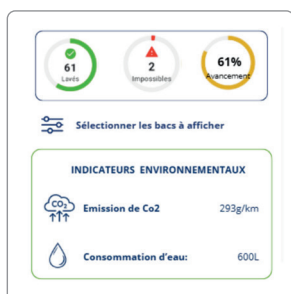 61
Lavés
2
Impossibles
61%
Avancement
Sélectionner les bacs à afficher
INDICATEURS ENVIRONNEMENTAUX
CO2
Emission de Co2 293g/km
Consommation d'eau: 600L